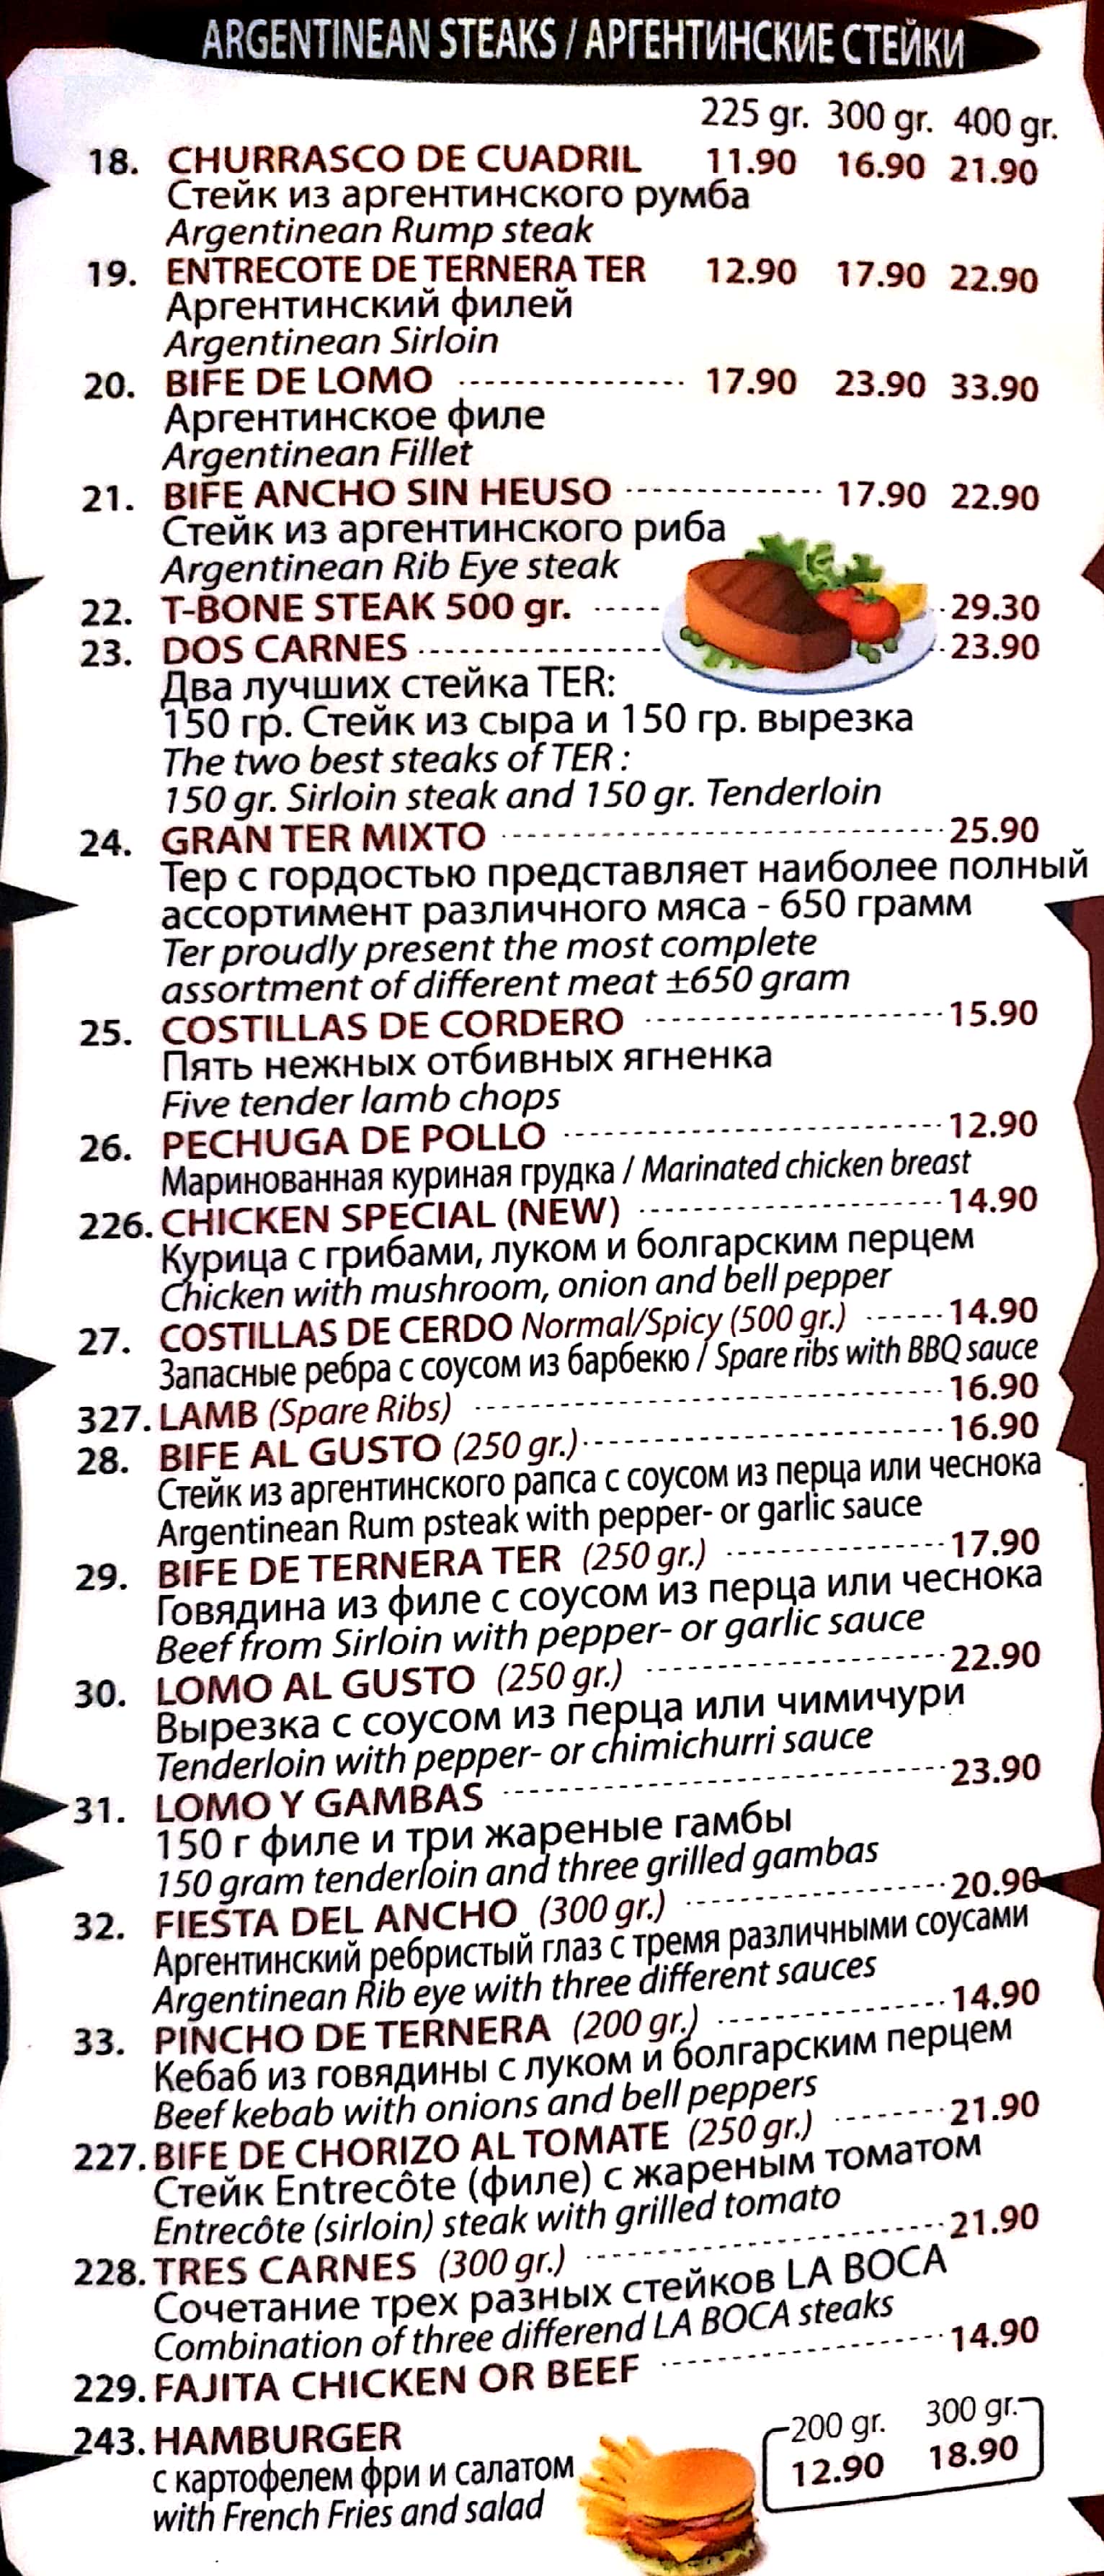 ARGENTINEAN STEAKS / АРГЕНТИНСКИЕ СТЕЙКИ
225 gr. 300 gr. 400 gr.
18. CHURRASCO DE CUADRIL 11.90 16.90 21.90
Стейк из аргентинского румба
Argentinean Rump steak
19. ENTRECOTE DE TERNERA TER 12.90 17.90 22.90
Аргентинский филей
Argentinean Sirloin
20. BIFE DE LOMO 17.90 23.90 33.90
Аргентинское филе
Argentinean Fillet
21. BIFE ANCHO SIN HEUSO 17.90 22.90
Стейк из аргентинского риба
Argentinean Rib Eye steak
22. T-BONE STEAK 500 gr. 29.30
23. DOS CARNES 23.90
Два лучших стейка TER:
150 гр. Стейк из сыра и 150 гр. вырезка
The two best steaks of TER :
150 gr. Sirloin steak and 150 gr. Tenderloin
24. GRAN TER MIXTO 25.90
Тер с гордостью представляет наиболее полный
ассортимент различного мяса - 650 грамм
Ter proudly present the most complete
assortment of different meat ±650 gram
25. COSTILLAS DE CORDERO 15.90
Пять нежных отбивных ягненка
Five tender lamb chops
26. PECHUGA DE POLLO 12.90
Маринованная куриная грудка / Marinated chicken breast
226. CHICKEN SPECIAL (NEW) 14.90
Курица с грибами, луком и болгарским перцем
Chicken with mushroom, onion and bell pepper
27. COSTILLAS DE CERDO Normal/Spicy (500 gr.) 14.90
Запасные ребра с соусом из барбекю / Spare ribs with BBQ sauce
327. LAMB (Spare Ribs) 16.90
28. BIFE AL GUSTO (250 gr.) 16.90
Стейк из аргентинского рапса с соусом из перца или чеснока
Argentinean Rum psteak with pepper- or garlic sauce
29. BIFE DE TERNERA TER (250 gr.) 17.90
Говядина из филе с соусом из перца или чеснока
Beef from Sirloin with pepper- or garlic sauce
30. LOMO AL GUSTO (250 gr.) 22.90
Вырезка с соусом из перца или чимичури
Tenderloin with pepper- or chimichurri sauce
31. LOMO Y GAMBAS 23.90
150 г филе и три жареные гамбы
150 gram tenderloin and three grilled gambas
32. FIESTA DEL ANCHO (300 gr.) 20.90
Аргентинский ребристый глаз с тремя различными соусами
Argentinean Rib eye with three different sauces
33. PINCHO DE TERNERA (200 gr.) 14.90
Кебаб из говядины с луком и болгарским перцем
Beef kebab with onions and bell peppers
227. BIFE DE CHORIZO AL TOMATE (250 gr.) 21.90
Стейк Entrecôte (филе) с жареным томатом
Entrecôte (sirloin) steak with grilled tomato
228. TRES CARNES (300 gr.) 21.90
Сочетание трех разных стейков LA BOCA
Combination of three differend LA BOCA steaks
229. FAJITA CHICKEN OR BEEF 14.90
243. HAMBURGER 200 gr. 300 gr.
с картофелем фри и салатом 12.90 18.90
with French Fries and salad